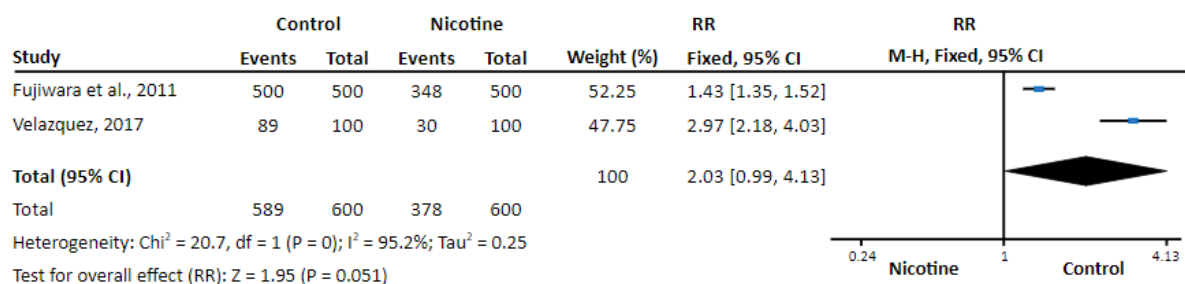 Control Nicotine RR RR
Study Events Total Events Total Weight (%) Fixed, 95% CI M-H, Fixed, 95% CI
Fujiwara et al., 2011 500 500 348 500 52.25 1.43 [1.35, 1.52]
Velazquez, 2017 89 100 30 100 47.75 2.97 [2.18, 4.03]
Total (95% CI) 100 2.03 [0.99, 4.13]
Total 589 600 378 600
Heterogeneity: Chi² = 20.7, df = 1 (P = 0); I² = 95.2%; Tau² = 0.25
Test for overall effect (RR): Z = 1.95 (P = 0.051)
0.24 1 4.13
Nicotine Control